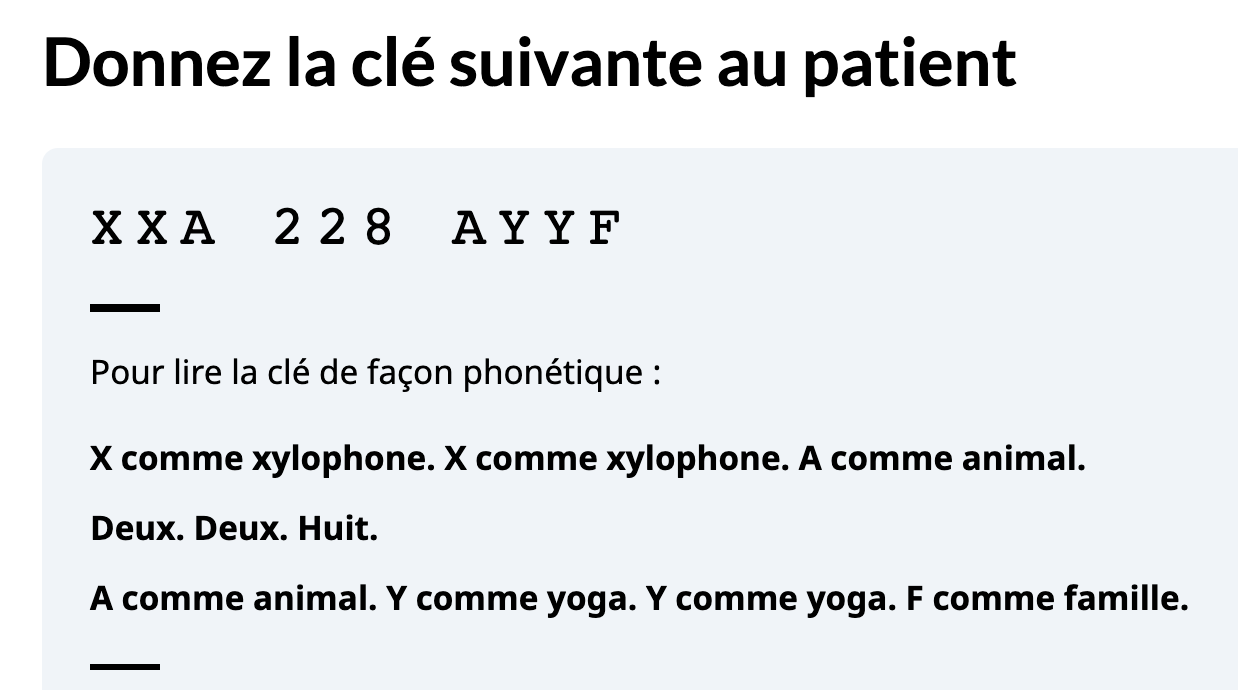 Donnez la clé suivante au patient
XXA 228 AYYF
Pour lire la clé de façon phonétique :
X comme xylophone. X comme xylophone. A comme animal.
Deux. Deux. Huit.
A comme animal. Y comme yoga. Y comme yoga. F comme famille.